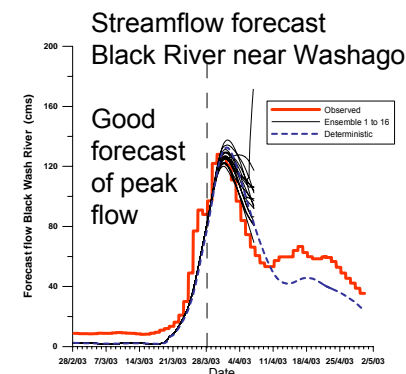 Streamflow forecast
Black River near Washago
Good
forecast
of peak
flow
Forecast flow Black Wash River (cms)
200
160
120
80
40
0
Observed
Ensemble 1 to 16
Deterministic
28/2/03 7/3/03 14/3/03 21/3/03 28/3/03 4/4/03 11/4/03 18/4/03 25/4/03 2/5/03
Date